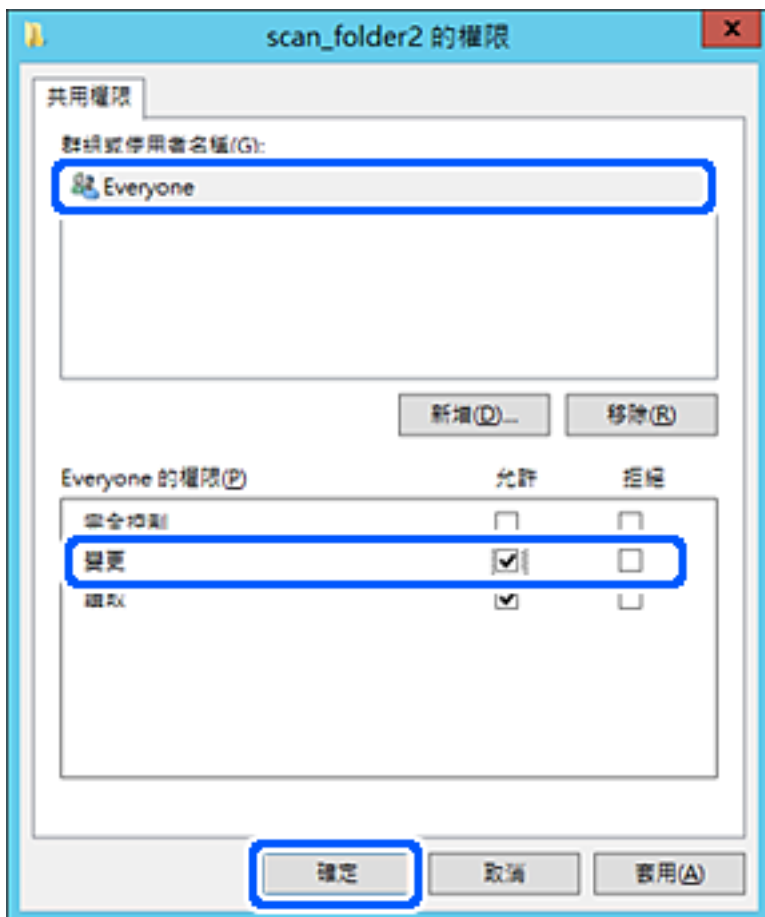 scan_folder2 的權限
x
共用權限
群組或使用者名稱(G):
Everyone
新增(D)...
移除(R)
Everyone 的權限(P) 允許 拒絕
完全控制
變更
讀取
確定
取消
套用(A)